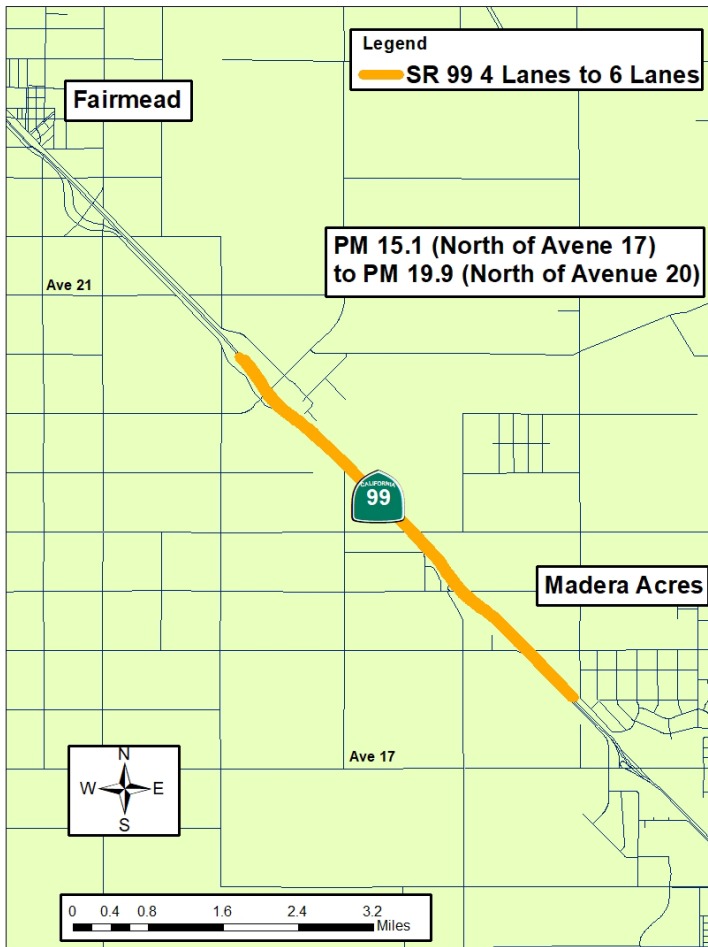 Legend
SR 99 4 Lanes to 6 Lanes
Fairmead
PM 15.1 (North of Avene 17)
to PM 19.9 (North of Avenue 20)
Ave 21
CALIFORNIA
99
Madera Acres
Ave 17
N
W E
S
0 0.4 0.8 1.6 2.4 3.2
Miles